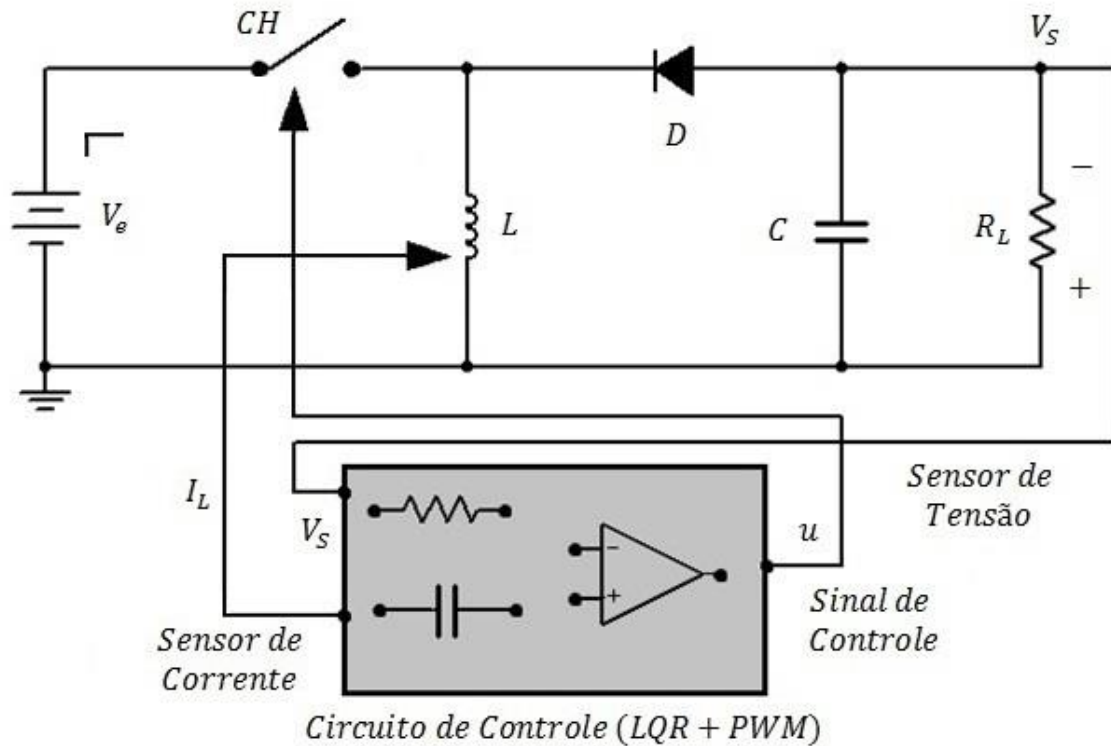 CH
V_S
D
V_e
L
C
R_L
−
+
I_L
V_S
−
+
u
Sensor de
Tensão
Sinal de
Controle
Sensor de
Corrente
Circuito de Controle (LQR + PWM)